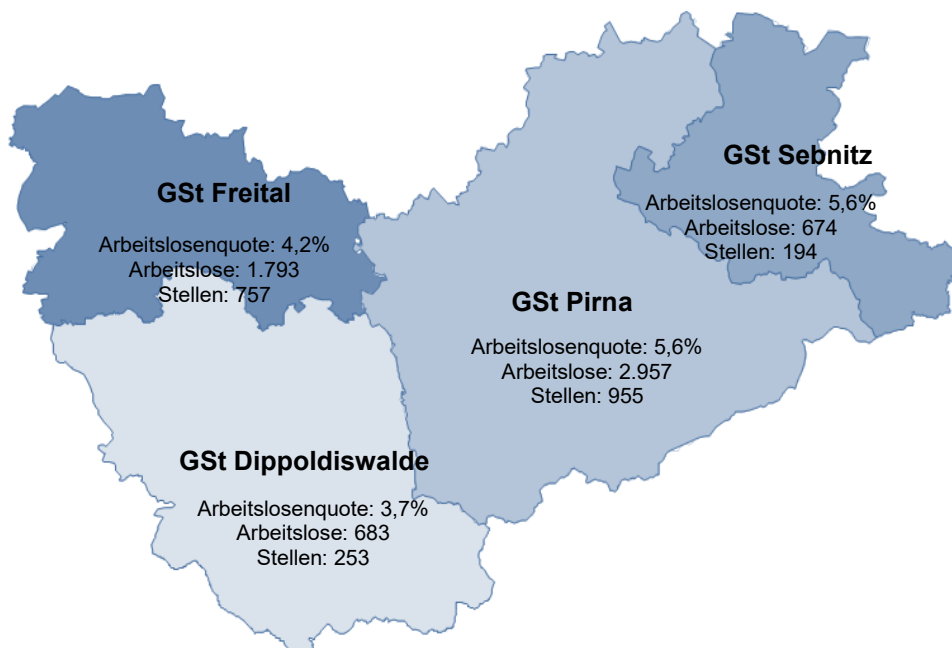 GSt Freital
Arbeitslosenquote: 4,2%
Arbeitslose: 1.793
Stellen: 757
GSt Sebnitz
Arbeitslosenquote: 5,6%
Arbeitslose: 674
Stellen: 194
GSt Pirna
Arbeitslosenquote: 5,6%
Arbeitslose: 2.957
Stellen: 955
GSt Dippoldiswalde
Arbeitslosenquote: 3,7%
Arbeitslose: 683
Stellen: 253